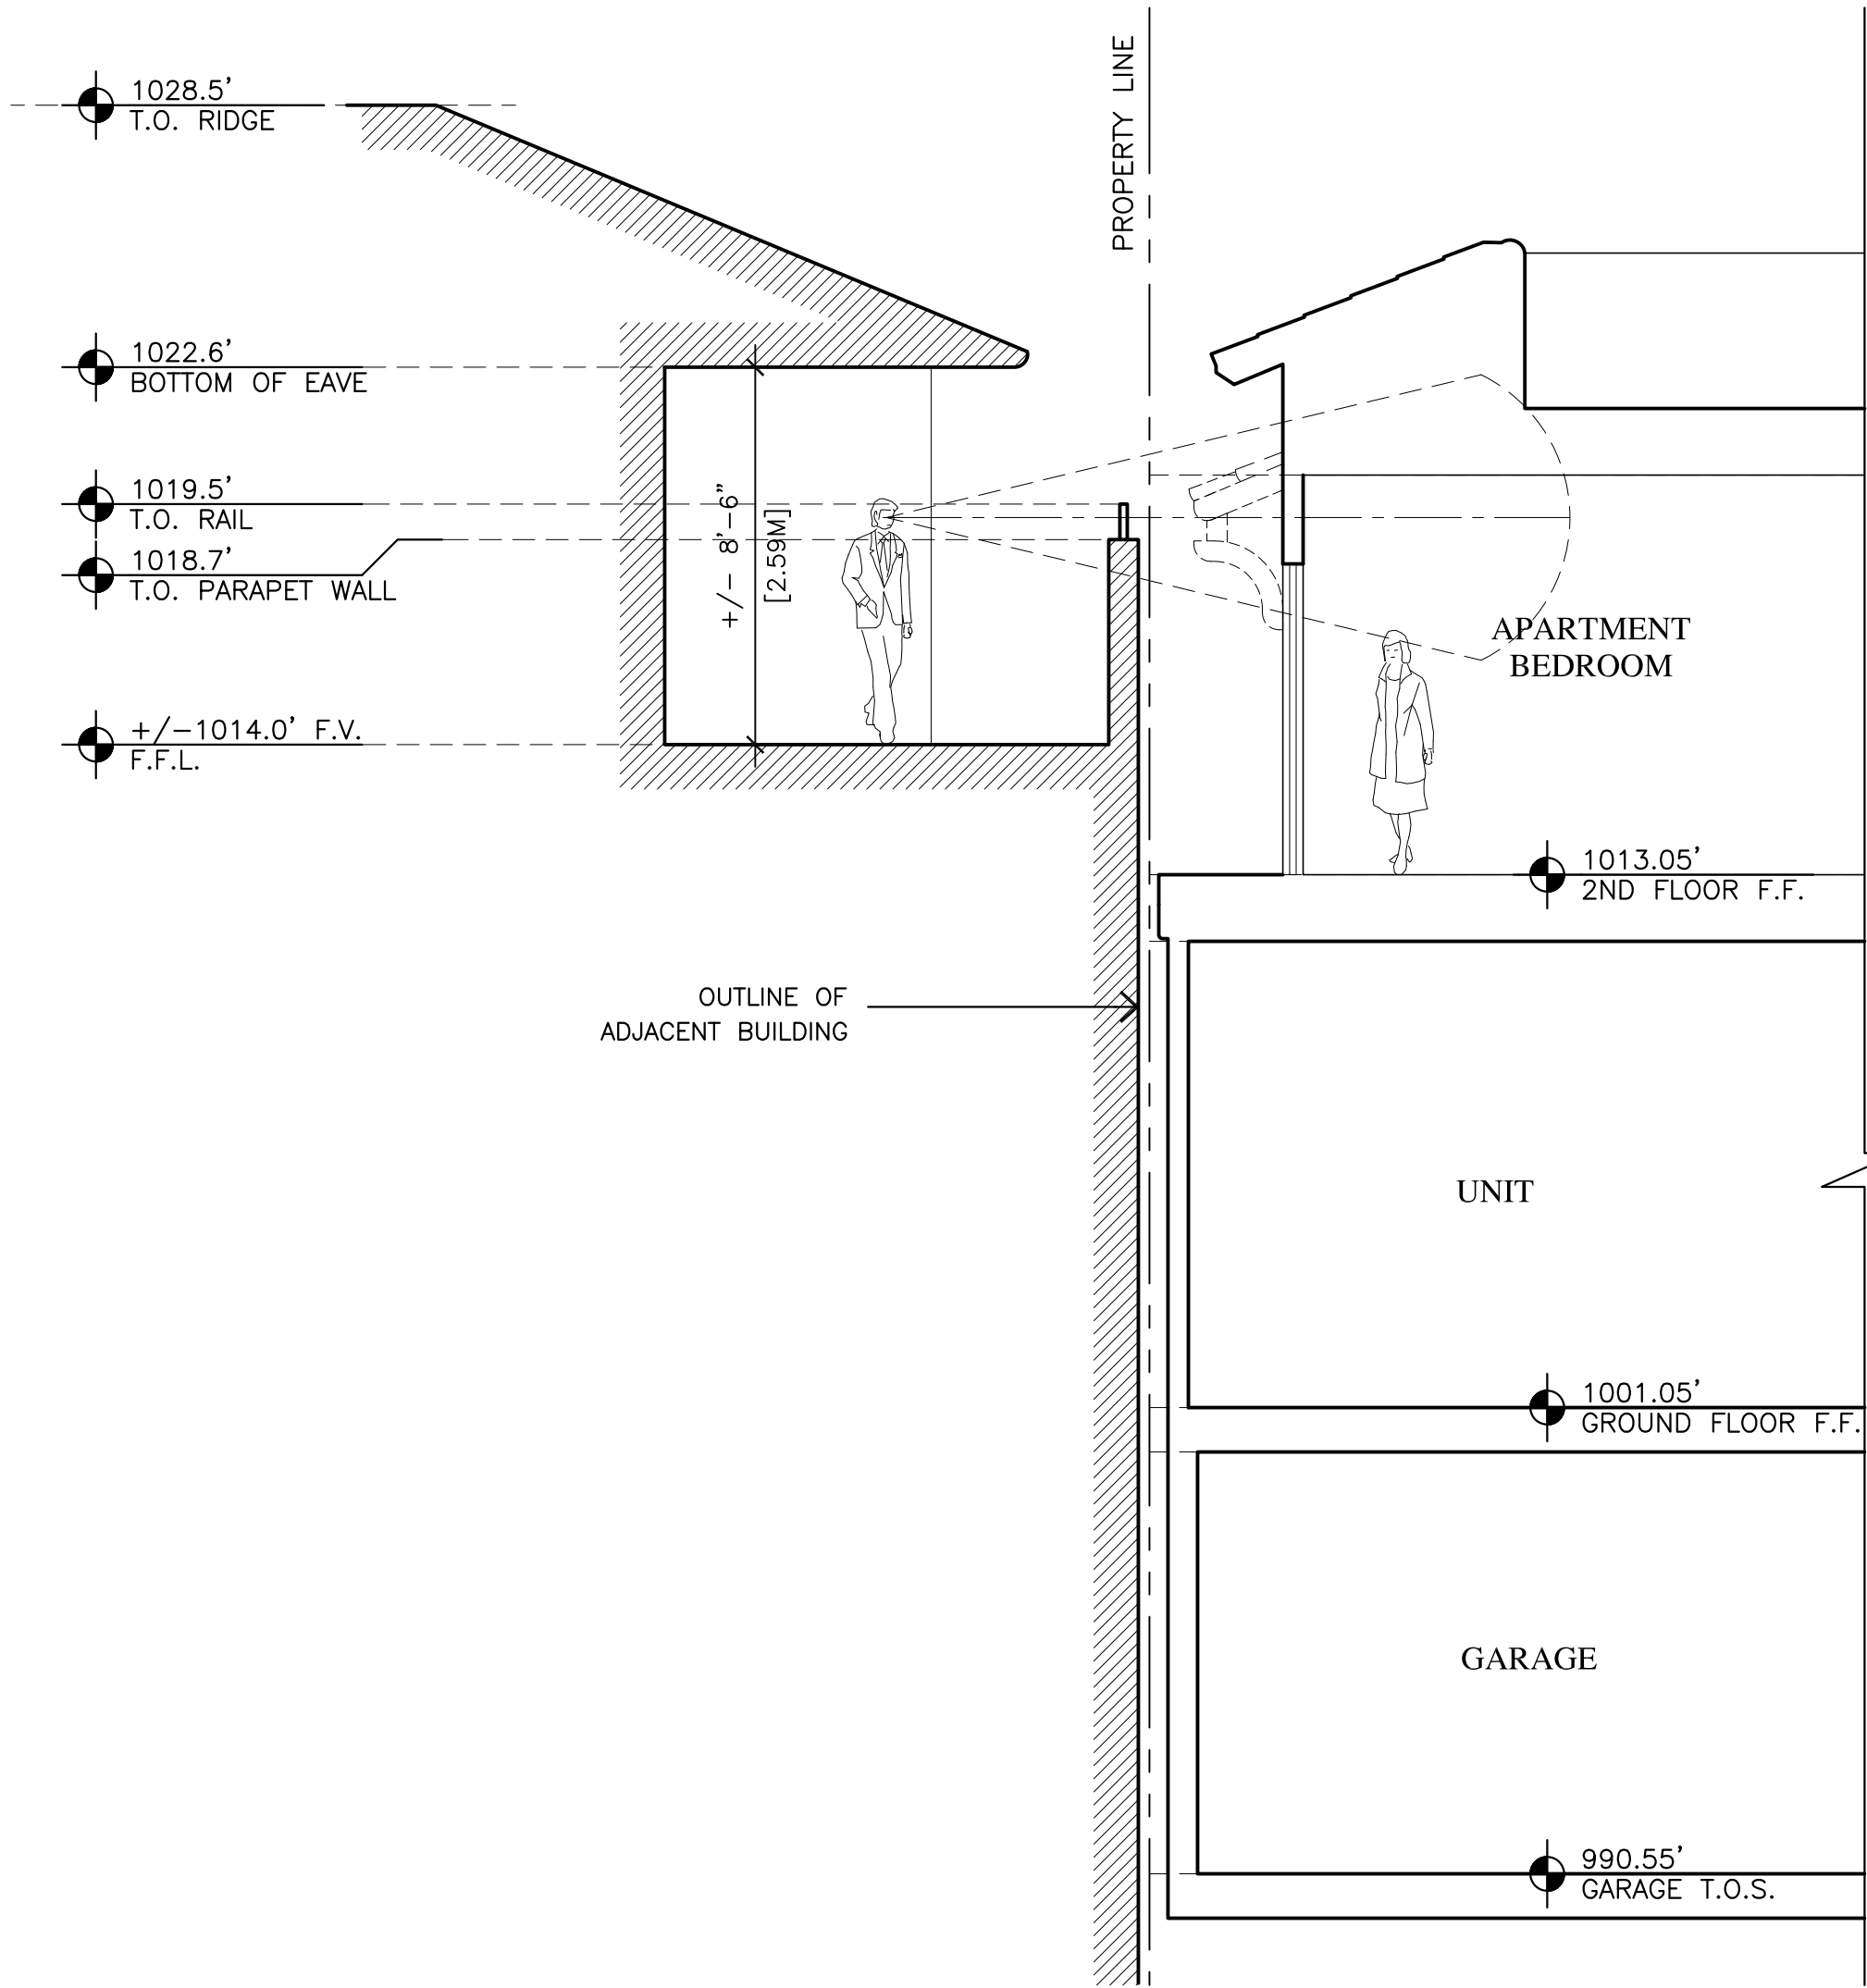 PROPERTY LINE
1028.5'
T.O. RIDGE
1022.6'
BOTTOM OF EAVE
1019.5'
T.O. RAIL
1018.7'
T.O. PARAPET WALL
+/- 8'-6"
[2.59M]
+/-1014.0' F.V.
F.F.L.
APARTMENT
BEDROOM
1013.05'
2ND FLOOR F.F.
OUTLINE OF
ADJACENT BUILDING
UNIT
1001.05'
GROUND FLOOR F.F.
GARAGE
990.55'
GARAGE T.O.S.